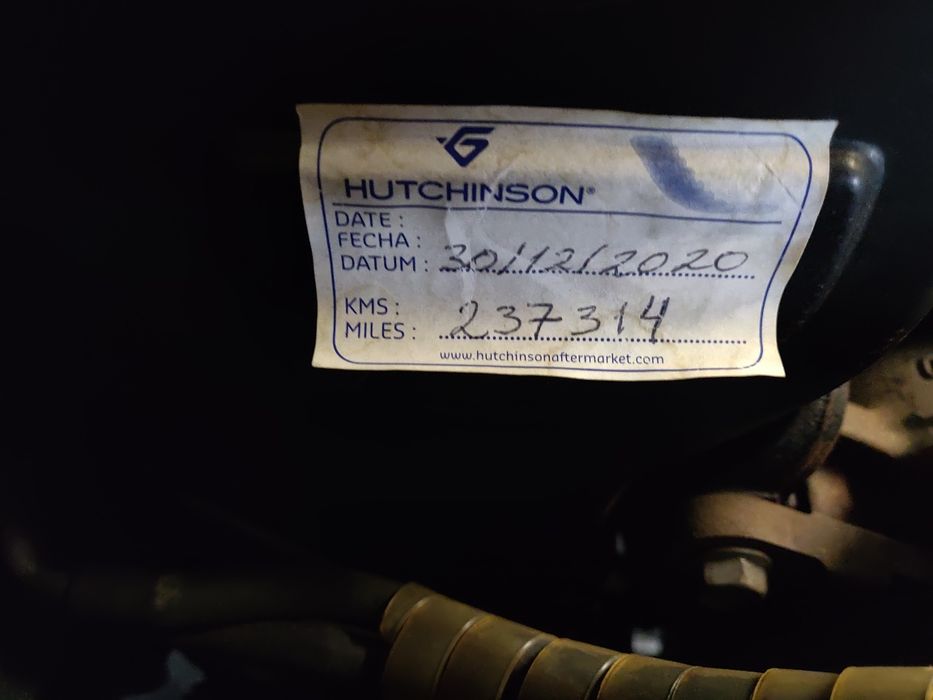 HUTCHINSON®
DATE :
FECHA :
DATUM : 30/12/2020
KMS :
MILES : 237314
www.hutchinsonaftermarket.com